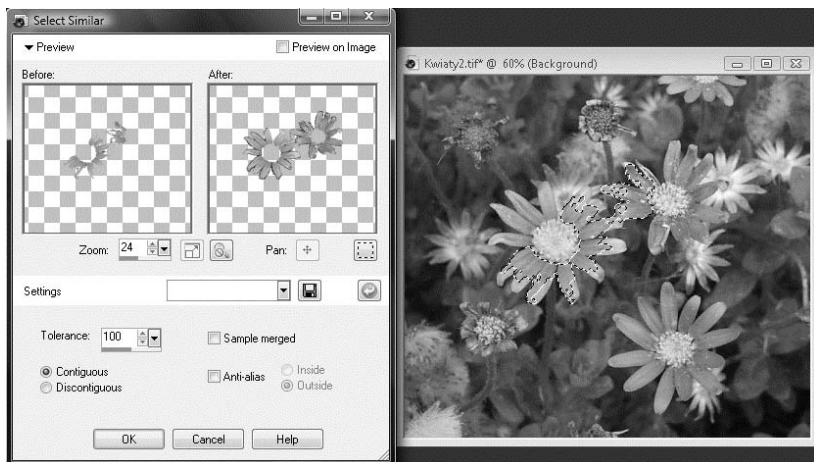 Select Similar
Preview
Preview on Image
Before:
After:
Zoom: 24
Pan:
Settings
Tolerance: 100
Sample merged
Contiguous
Discontiguous
Anti-alias
Inside
Outside
OK
Cancel
Help
Kwiaty2.tif* @ 60% (Background)